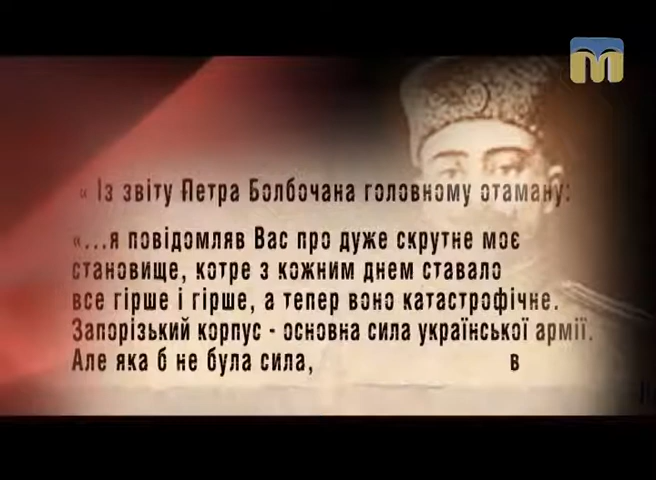 « Із звіту Петра Болбочана головному отаману:
«...я повідомляв Вас про дуже скрутне моє
становище, котре з кожним днем ставало
все гірше і гірше, а тепер воно катастрофічне.
Запорізький корпус - основна сила української армії.
Але яка б не була сила, в